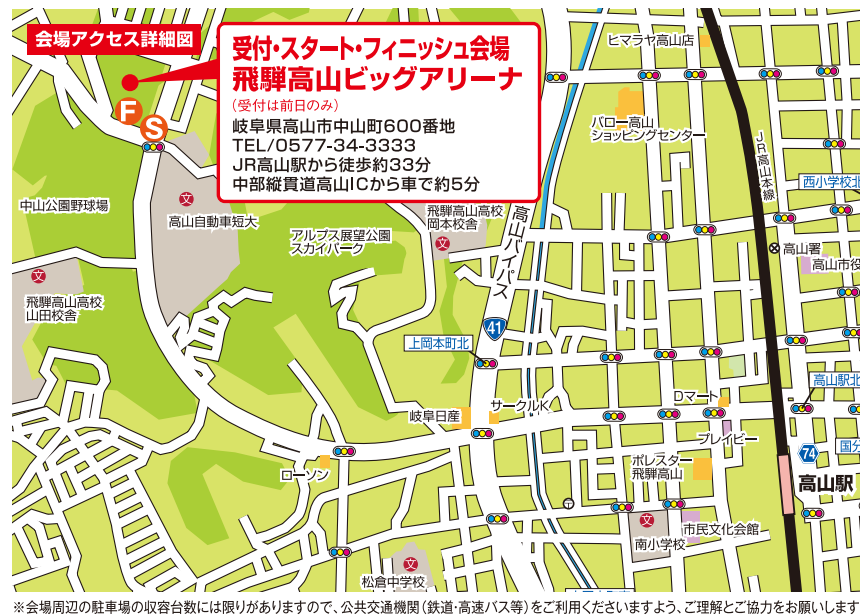 会場アクセス詳細図
受付・スタート・フィニッシュ会場
飛騨高山ビッグアリーナ
(受付は前日のみ)
岐阜県高山市中山町600番地
TEL/0577-34-3333
JR高山駅から徒歩約33分
中部縦貫道高山ICから車で約5分
F
S
ヒマラヤ高山店
バロー高山
ショッピングセンター
JR高山本線
西小学校北
中山公園野球場
文
高山自動車短大
アルプス展望公園
スカイパーク
飛騨高山高校
岡本校舎
文
高山バイパス
高山署
高山市役
文
飛騨高山高校
山田校舎
41
上岡本町北
高山駅北
Dマート
岐阜日産
サークルK
プレイビー
74
国分
ローソン
ポレスター
飛騨高山
高山駅
文
南小学校
市民文化会館
文
松倉中学校
※会場周辺の駐車場の収容台数には限りがありますので、公共交通機関(鉄道・高速バス等)をご利用くださいますよう、ご理解とご協力をお願いします